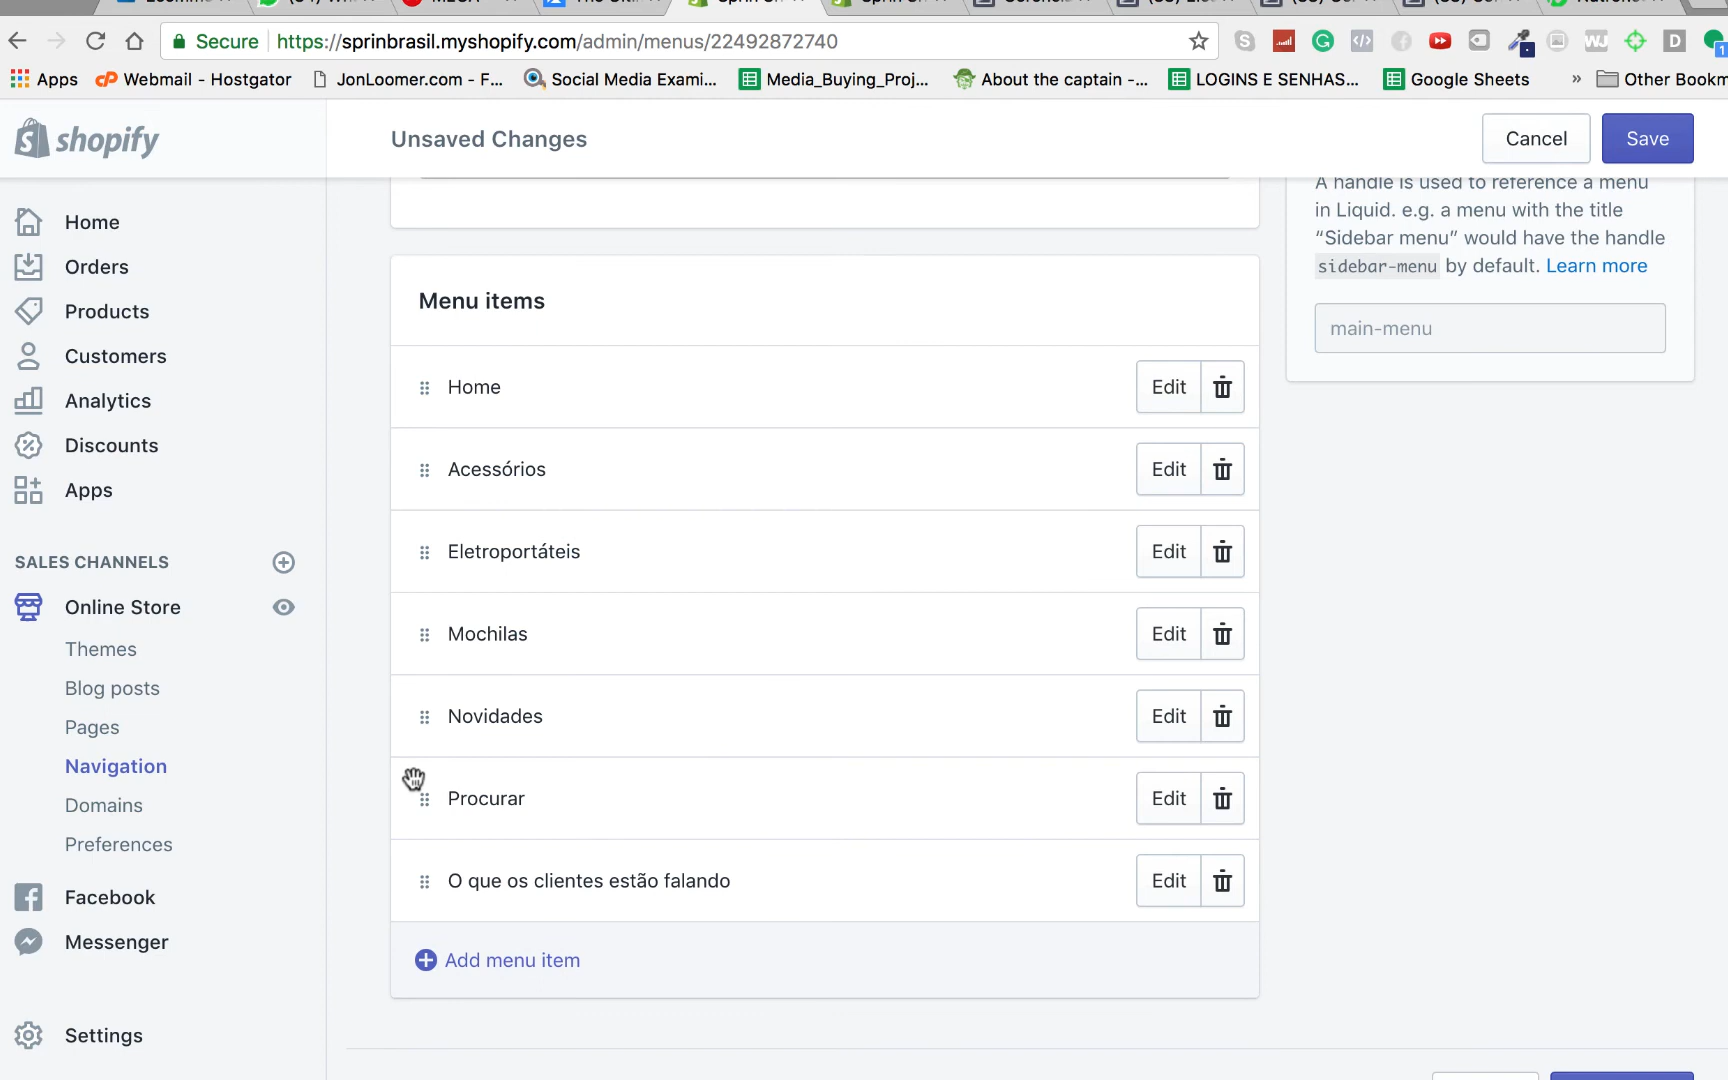 Secure https://sprinbrasil.myshopify.com/admin/menus/22492872740
Apps Webmail - Hostgator JonLoomer.com - F... Social Media Exami... Media_Buying_Proj... About the captain -... LOGINS E SENHAS... Google Sheets » Other Bookm
shopify
Unsaved Changes
Cancel
Save
Home
Orders
Products
Customers
Analytics
Discounts
Apps
SALES CHANNELS
Online Store
Themes
Blog posts
Pages
Navigation
Domains
Preferences
Facebook
Messenger
Settings
Menu items
Home Edit
Acessórios Edit
Eletroportáteis Edit
Mochilas Edit
Novidades Edit
Procurar Edit
O que os clientes estão falando Edit
Add menu item
A handle is used to reference a menu
in Liquid. e.g. a menu with the title
“Sidebar menu” would have the handle
sidebar-menu by default. Learn more
main-menu